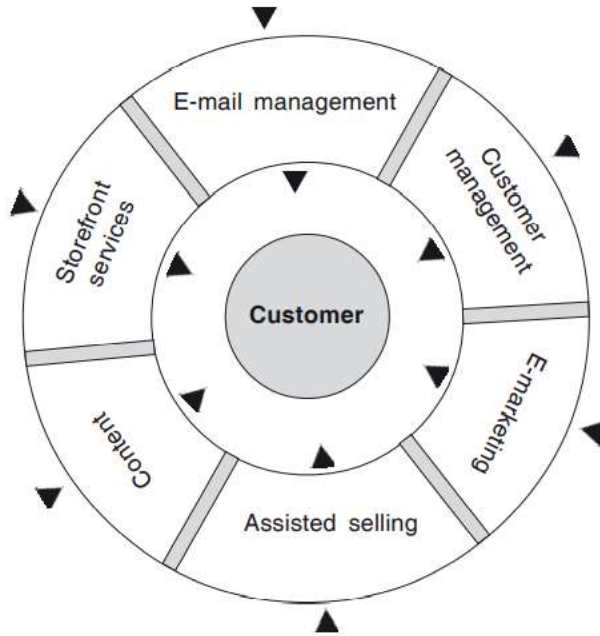 E-mail management
Customer
management
E-marketing
Assisted selling
Content
Storefront
services
Customer